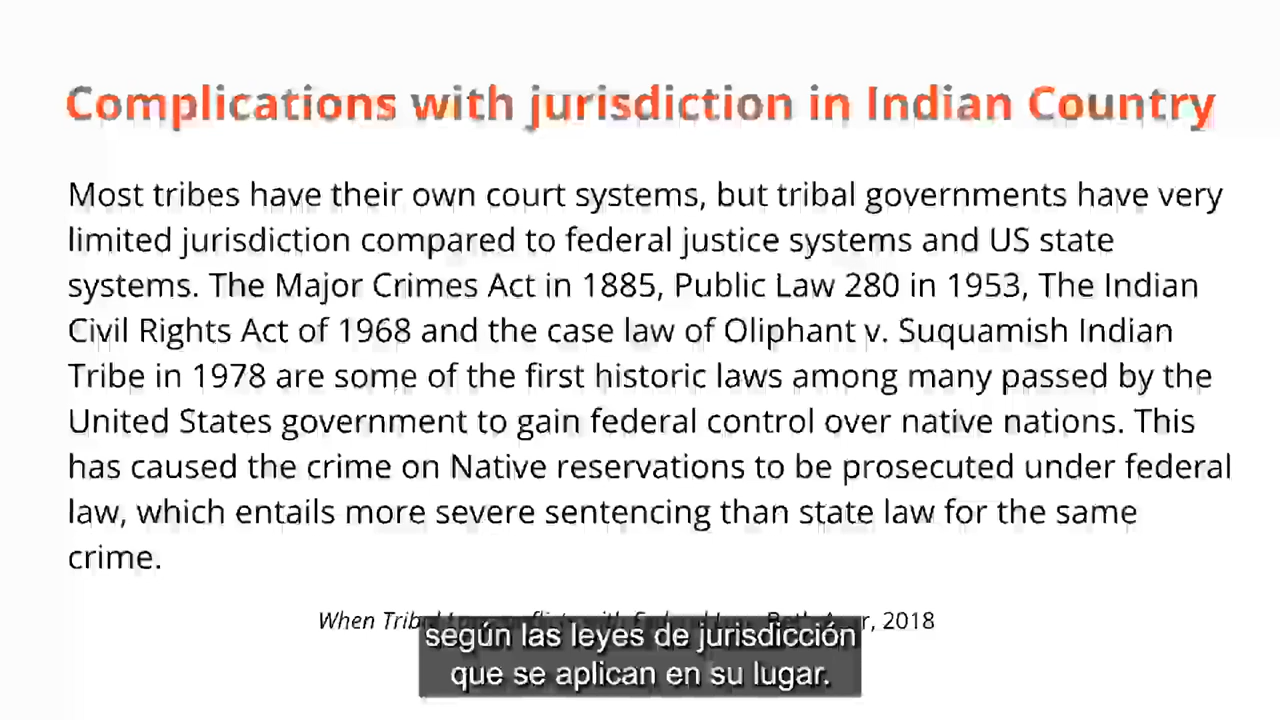 Complications with jurisdiction in Indian Country
Most tribes have their own court systems, but tribal governments have very
limited jurisdiction compared to federal justice systems and US state
systems. The Major Crimes Act in 1885, Public Law 280 in 1953, The Indian
Civil Rights Act of 1968 and the case law of Oliphant v. Suquamish Indian
Tribe in 1978 are some of the first historic laws among many passed by the
United States government to gain federal control over native nations. This
has caused the crime on Native reservations to be prosecuted under federal
law, which entails more severe sentencing than state law for the same
crime.
When 2018
según las leyes de jurisdicción
que se aplican en su lugar.